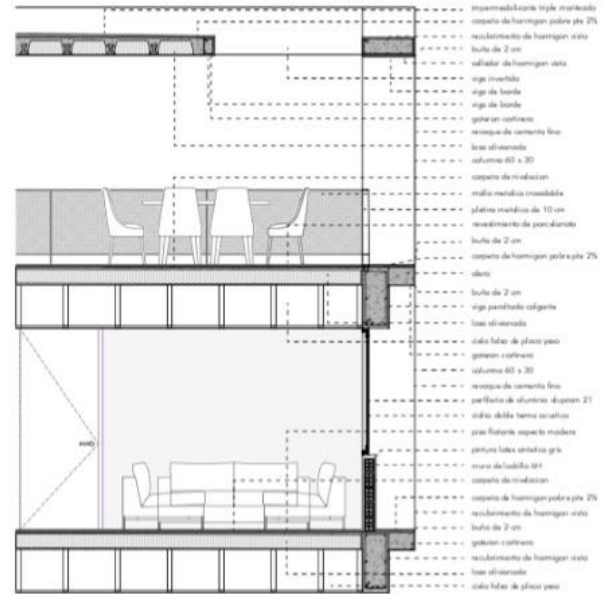 impermeabilizante triple monteado
carpeta de hormigon pobre pte 2%
recubrimiento de hormigon visto
buña de 2 cm
sellador de hormigon visto
viga invertida
viga de borde
viga de borde
goteron cortinero
revoque de cemento fino
losa alivianada
columna 60 x 30
carpeta de nivelacion
malla metalica inoxidable
pletina metalica de 10 cm
revestimiento de porcelanato
buña de 2 cm
carpeta de hormigon pobre pte 2%
alero
buña de 2 cm
viga peraltada colgante
losa alivianada
cielo falso de placa yeso
goteron cortinero
columna 60 x 30
revoque de cemento fino
perfileria de aluminio
vidrio doble termo acustico
piso flotante aspecto madera
pintura latex sintetica gris
muro de ladrillo 6H
carpeta de nivelacion
carpeta de hormigon pobre pte 2%
recubrimiento de hormigon visto
buña de 2 cm
goteron cortinero
recubrimiento de hormigon visto
losa alivianada
cielo falso de placa yeso